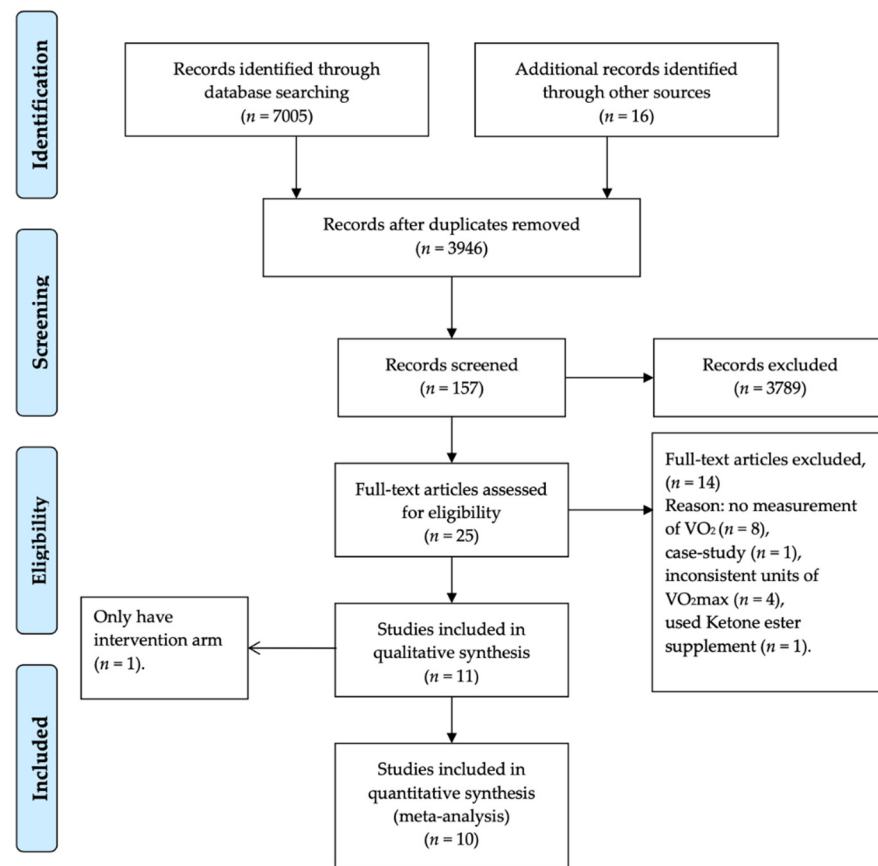 Identification
Records identified through
database searching
(n = 7005)
Additional records identified
through other sources
(n = 16)
Records after duplicates removed
(n = 3946)
Screening
Records screened
(n = 157)
Records excluded
(n = 3789)
Eligibility
Full-text articles assessed
for eligibility
(n = 25)
Full-text articles excluded,
(n = 14)
Reason: no measurement
of VO₂ (n = 8),
case-study (n = 1),
inconsistent units of
VO₂max (n = 4),
used Ketone ester
supplement (n = 1).
Only have
intervention arm
(n = 1).
Studies included in
qualitative synthesis
(n = 11)
Included
Studies included in
quantitative synthesis
(meta-analysis)
(n = 10)